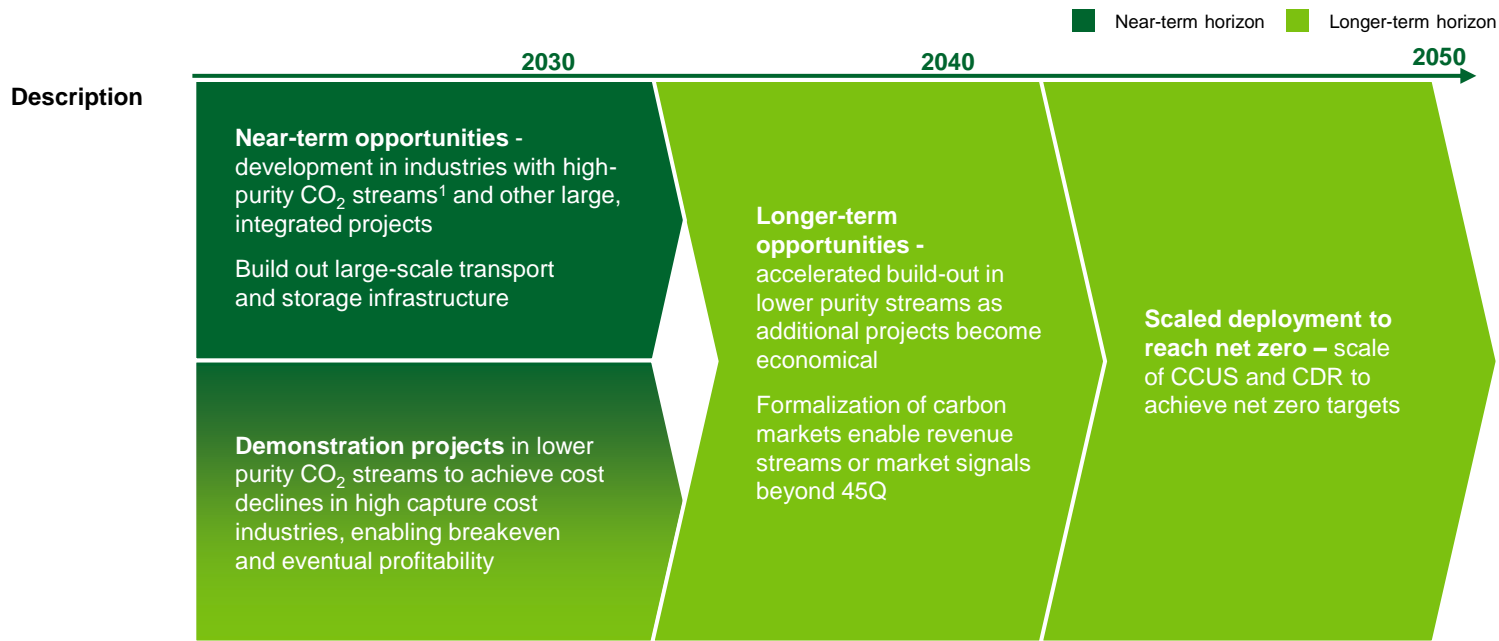 Near-term horizon
Longer-term horizon
2030
2040
2050
Description
Near-term opportunities -
development in industries with high-
purity CO₂ streams¹ and other large,
integrated projects
Build out large-scale transport
and storage infrastructure
Demonstration projects in lower
purity CO₂ streams to achieve cost
declines in high capture cost
industries, enabling breakeven
and eventual profitability
Longer-term
opportunities -
accelerated build-out in
lower purity streams as
additional projects become
economical
Formalization of carbon
markets enable revenue
streams or market signals
beyond 45Q
Scaled deployment to
reach net zero – scale
of CCUS and CDR to
achieve net zero targets